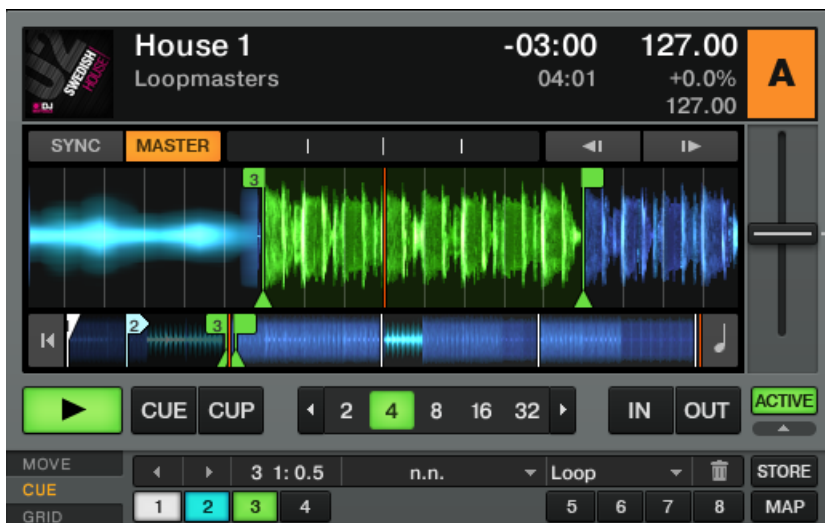 SWEDISH
HOUSE
DJ
House 1 -03:00 127.00 A
Loopmasters 04:01 +0.0%
127.00
SYNC MASTER
3
2 3
CUE CUP 2 4 8 16 32 IN OUT ACTIVE
MOVE 3 1:0.5 n.n. Loop STORE
CUE 1 2 3 4 5 6 7 8 MAP
GRID